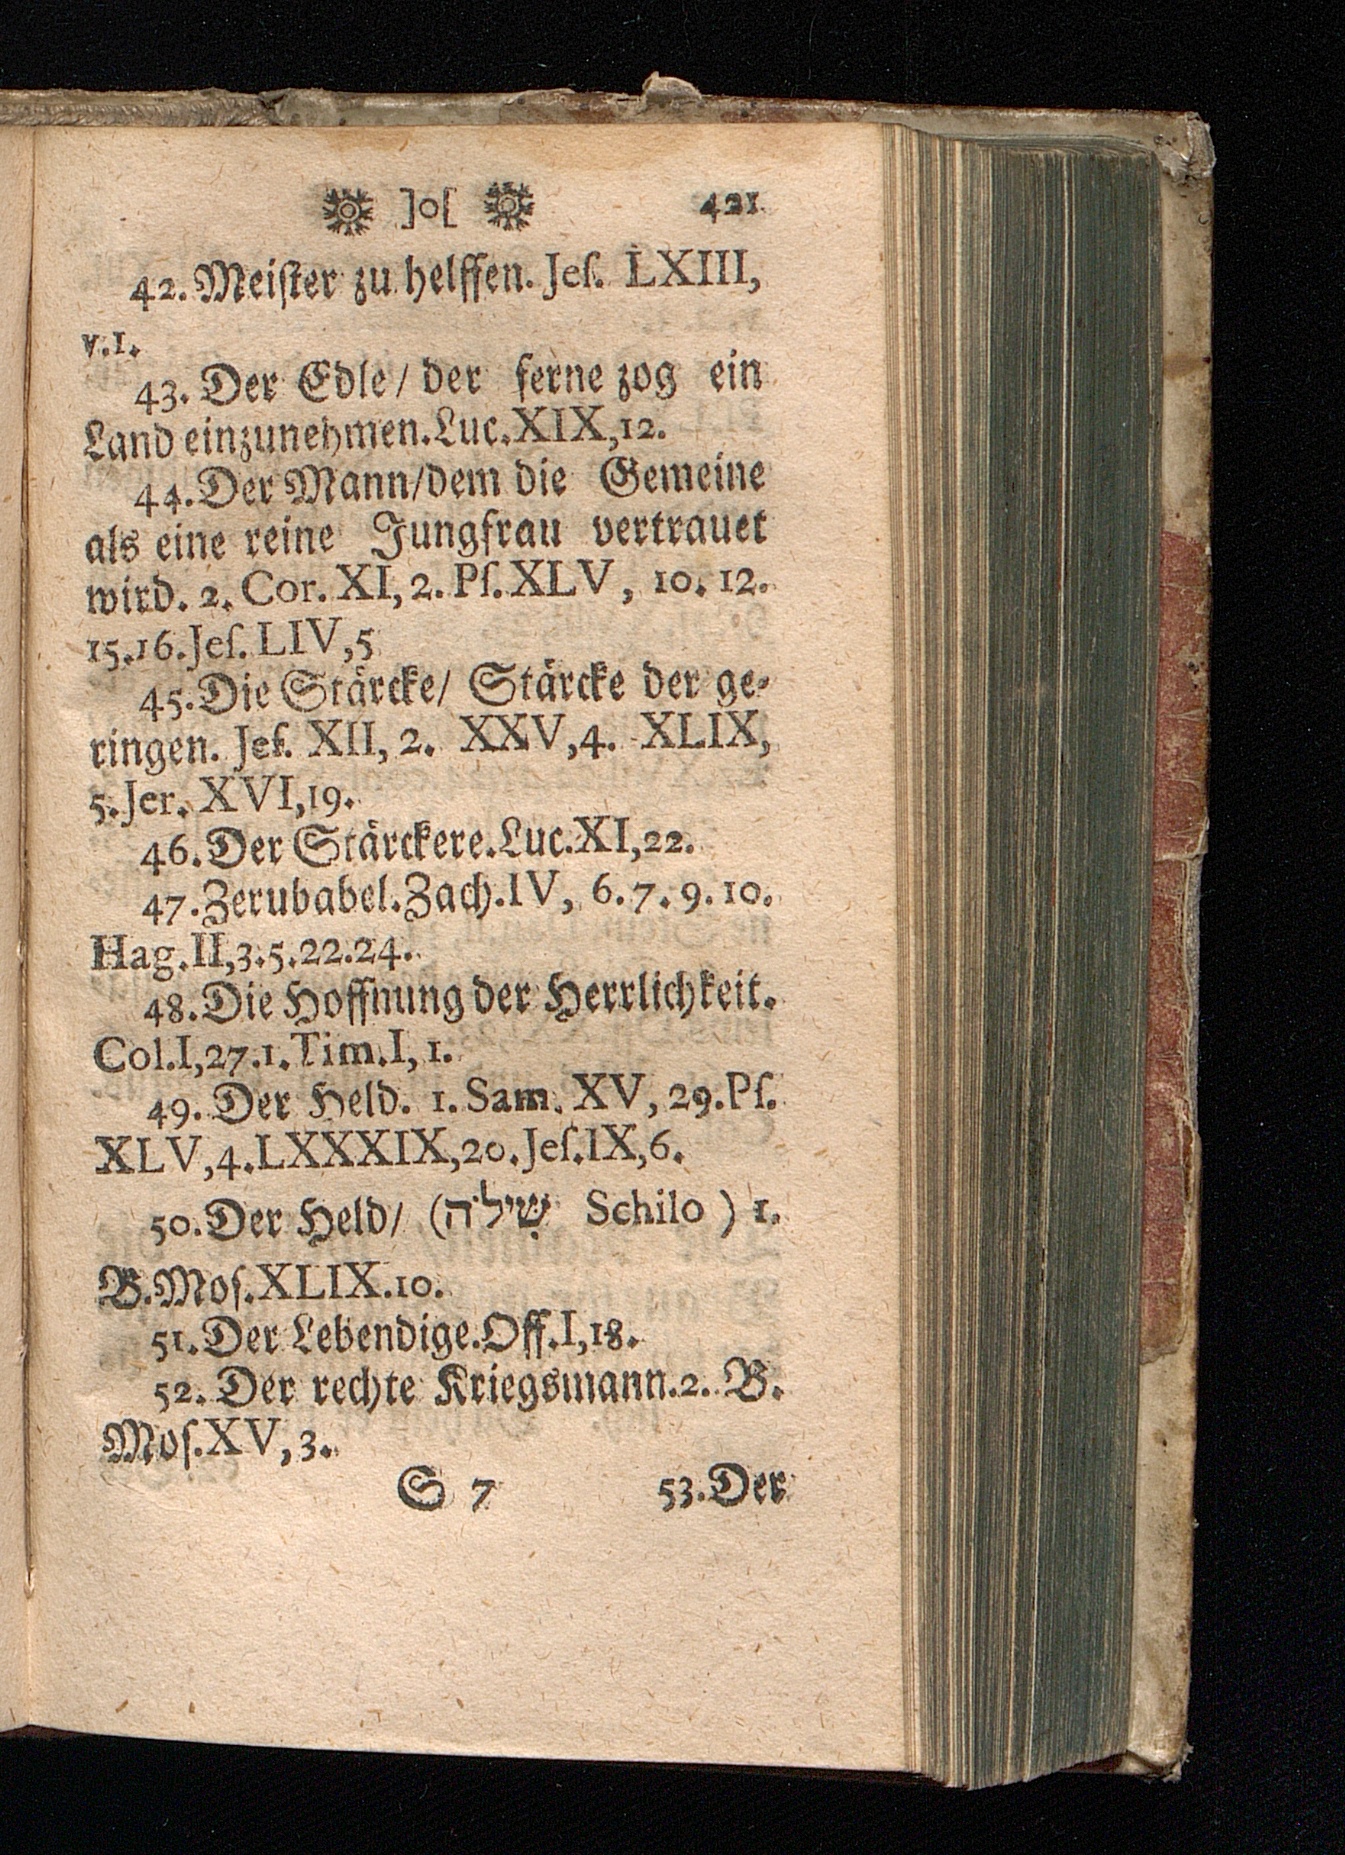 ]o[ 421
42. Meiſter zu helffen. Jeſ. LXIII,
v.1.
43. Der Edle/ der ferne zog ein
Land einzunehmen. Luc. XIX,12.
44. Der Mann/dem die Gemeine
als eine reine Jungfrau vertrauet
wird. 2. Cor. XI, 2. Pſ. XLV, 10. 12.
15.16. Jeſ. LIV,5
45. Die Stärcke/ Stärcke der ge-
ringen. Jeſ. XII, 2. XXV,4. XLIX,
5. Jer. XVI,19.
46. Der Stärckere. Luc. XI,22.
47. Zerubabel. Zach. IV, 6. 7. 9. 10.
Hag. II,3.5.22.24.
48. Die Hoffnung der Herrlichkeit.
Col. I,27. 1. Tim. I, 1.
49. Der Held. 1. Sam. XV, 29. Pſ.
XLV,4. LXXXIX,20. Jeſ. IX,6.
50. Der Held/ (שִׁילֹה Schilo ) 1.
B. Moſ. XLIX. 10.
51. Der Lebendige. Off. I,18.
52. Der rechte Kriegsmann. 2. B.
Moſ. XV, 3.
S 7 53. Der